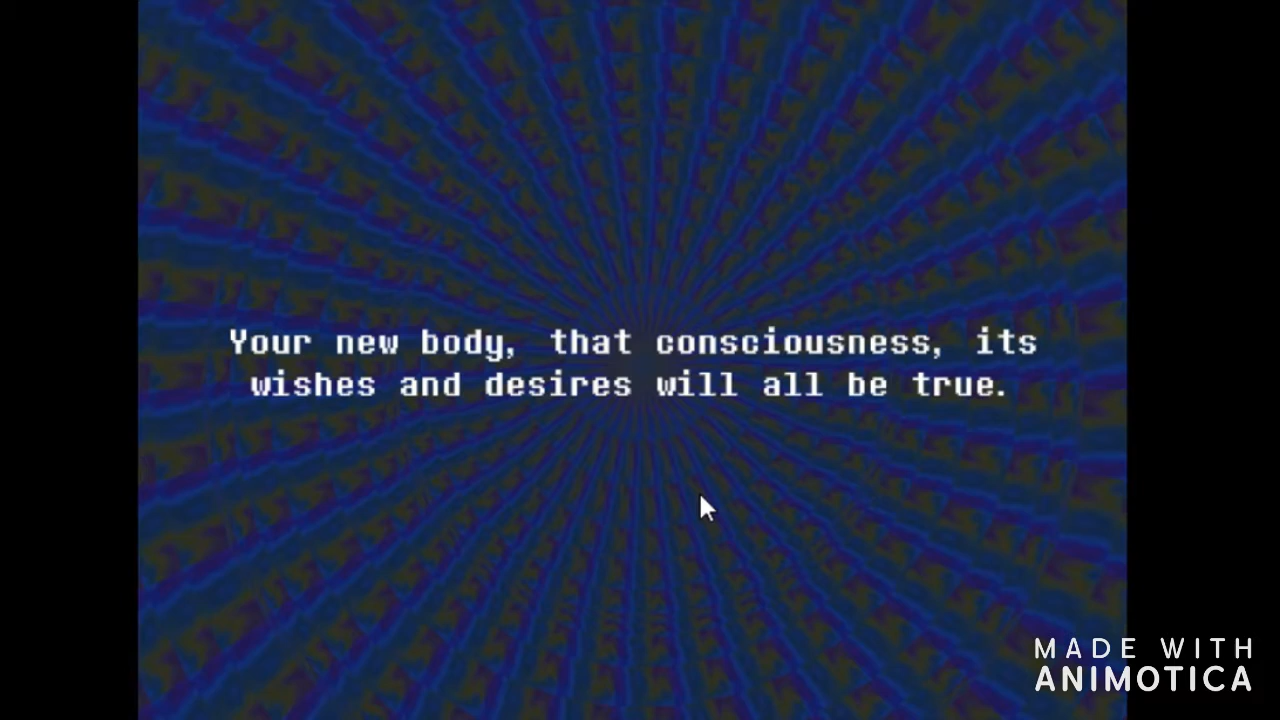 Your new body, that consciousness, its
wishes and desires will all be true.
MADE WITH
ANIMOTICA